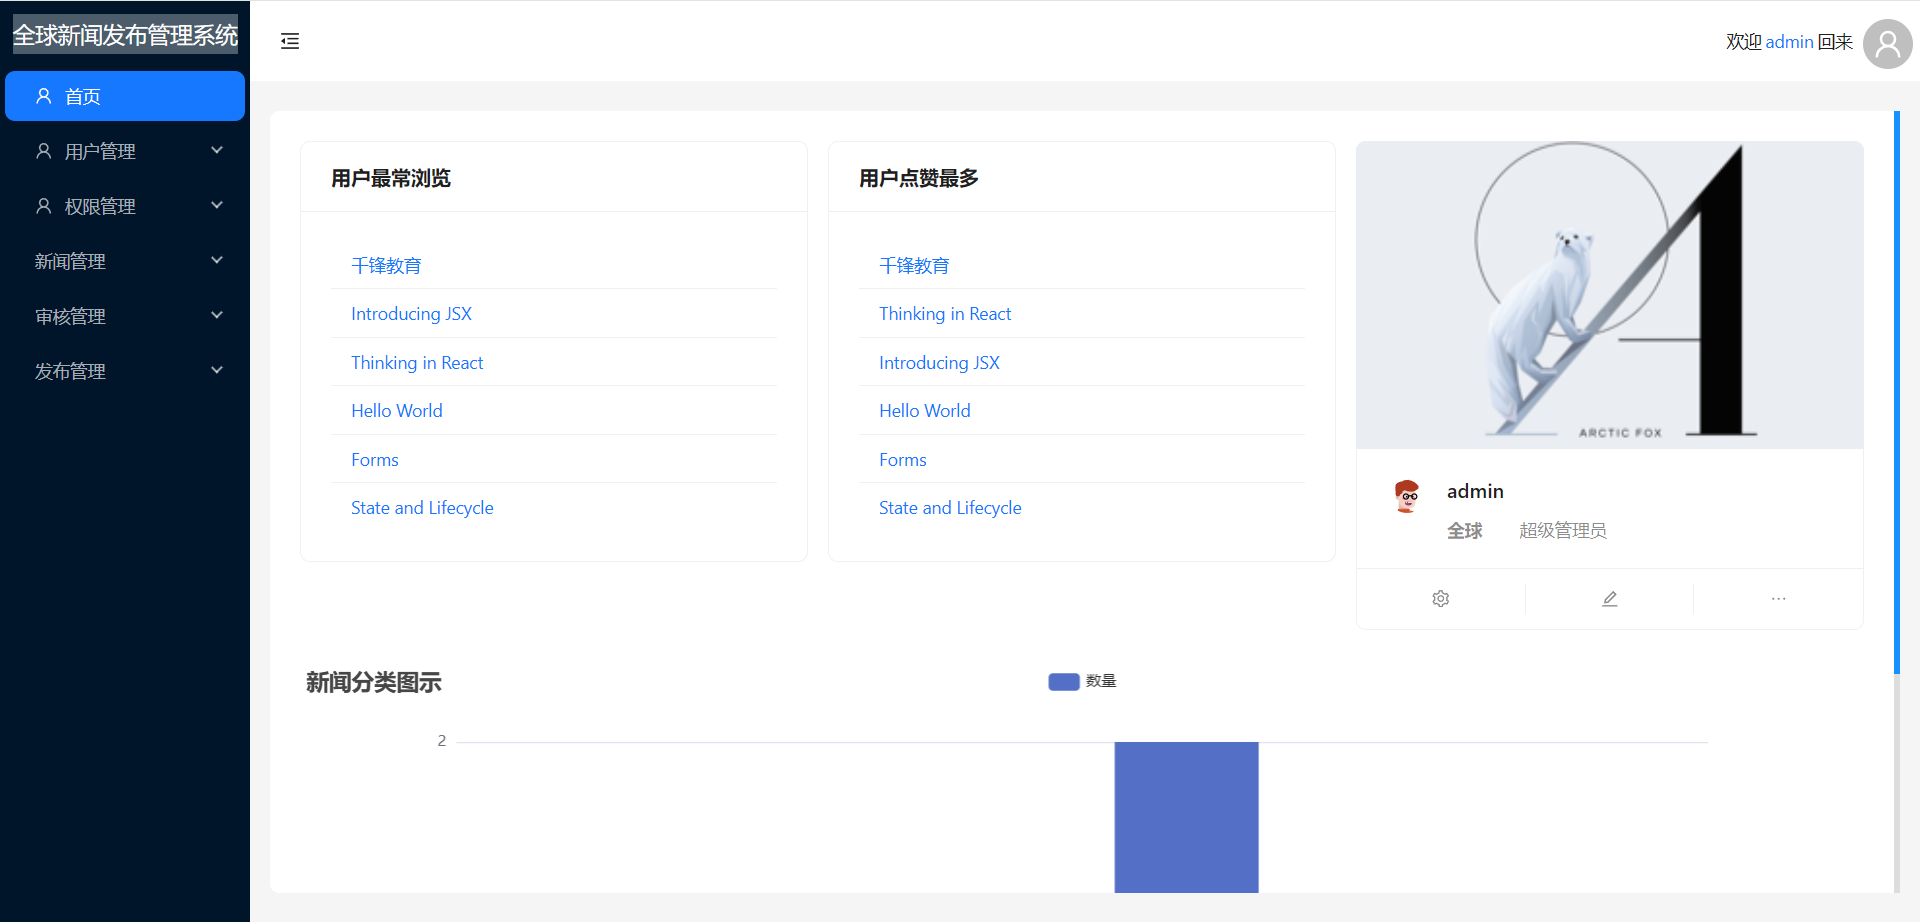 全球新闻发布管理系统
首页
用户管理
权限管理
新闻管理
审核管理
发布管理
欢迎 admin 回来
用户最常浏览
千锋教育
Introducing JSX
Thinking in React
Hello World
Forms
State and Lifecycle
用户点赞最多
千锋教育
Thinking in React
Introducing JSX
Hello World
Forms
State and Lifecycle
A
ARCTIC FOX
admin
全球 超级管理员
新闻分类图示
数量
2